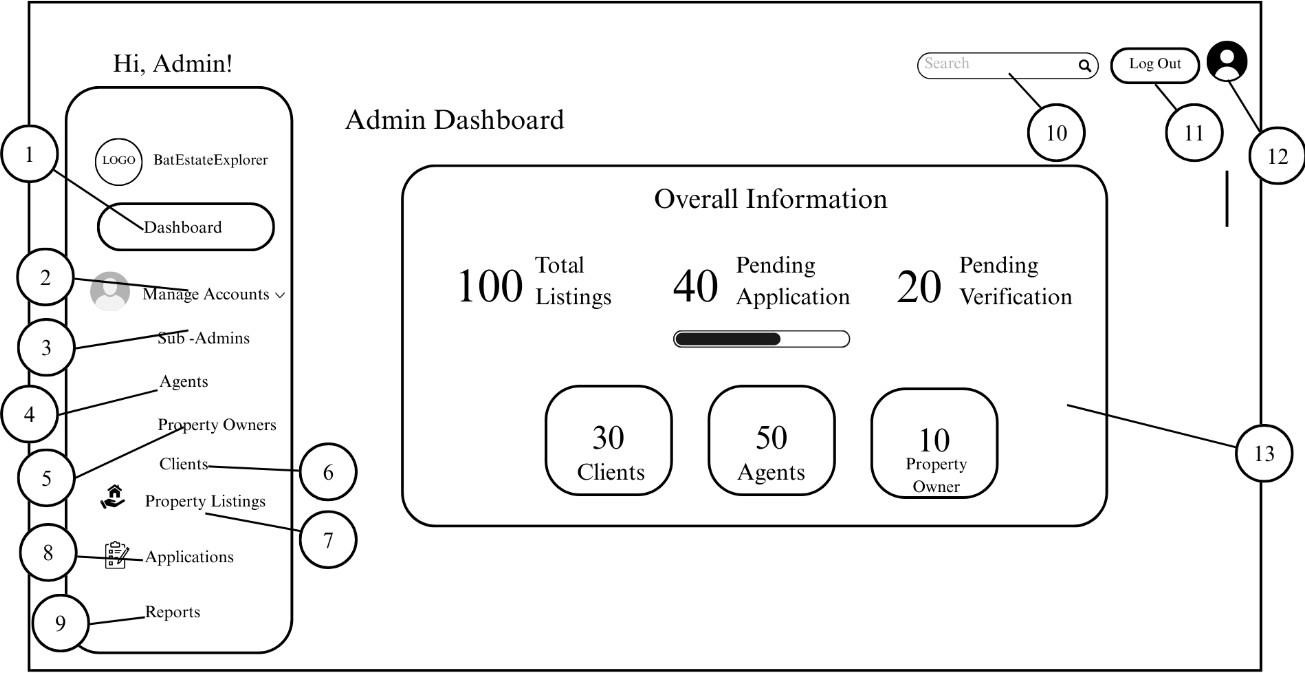 Hi, Admin!
Search
Log Out
Admin Dashboard
1
LOGO
BatEstateExplorer
10
11
12
Dashboard
2
Manage Accounts
3
Sub -Admins
4
Agents
5
Property Owners
Clients
6
Property Listings
7
8
Applications
9
Reports
Overall Information
100
Total
Listings
40
Pending
Application
20
Pending
Verification
30
Clients
50
Agents
10
Property
Owner
13